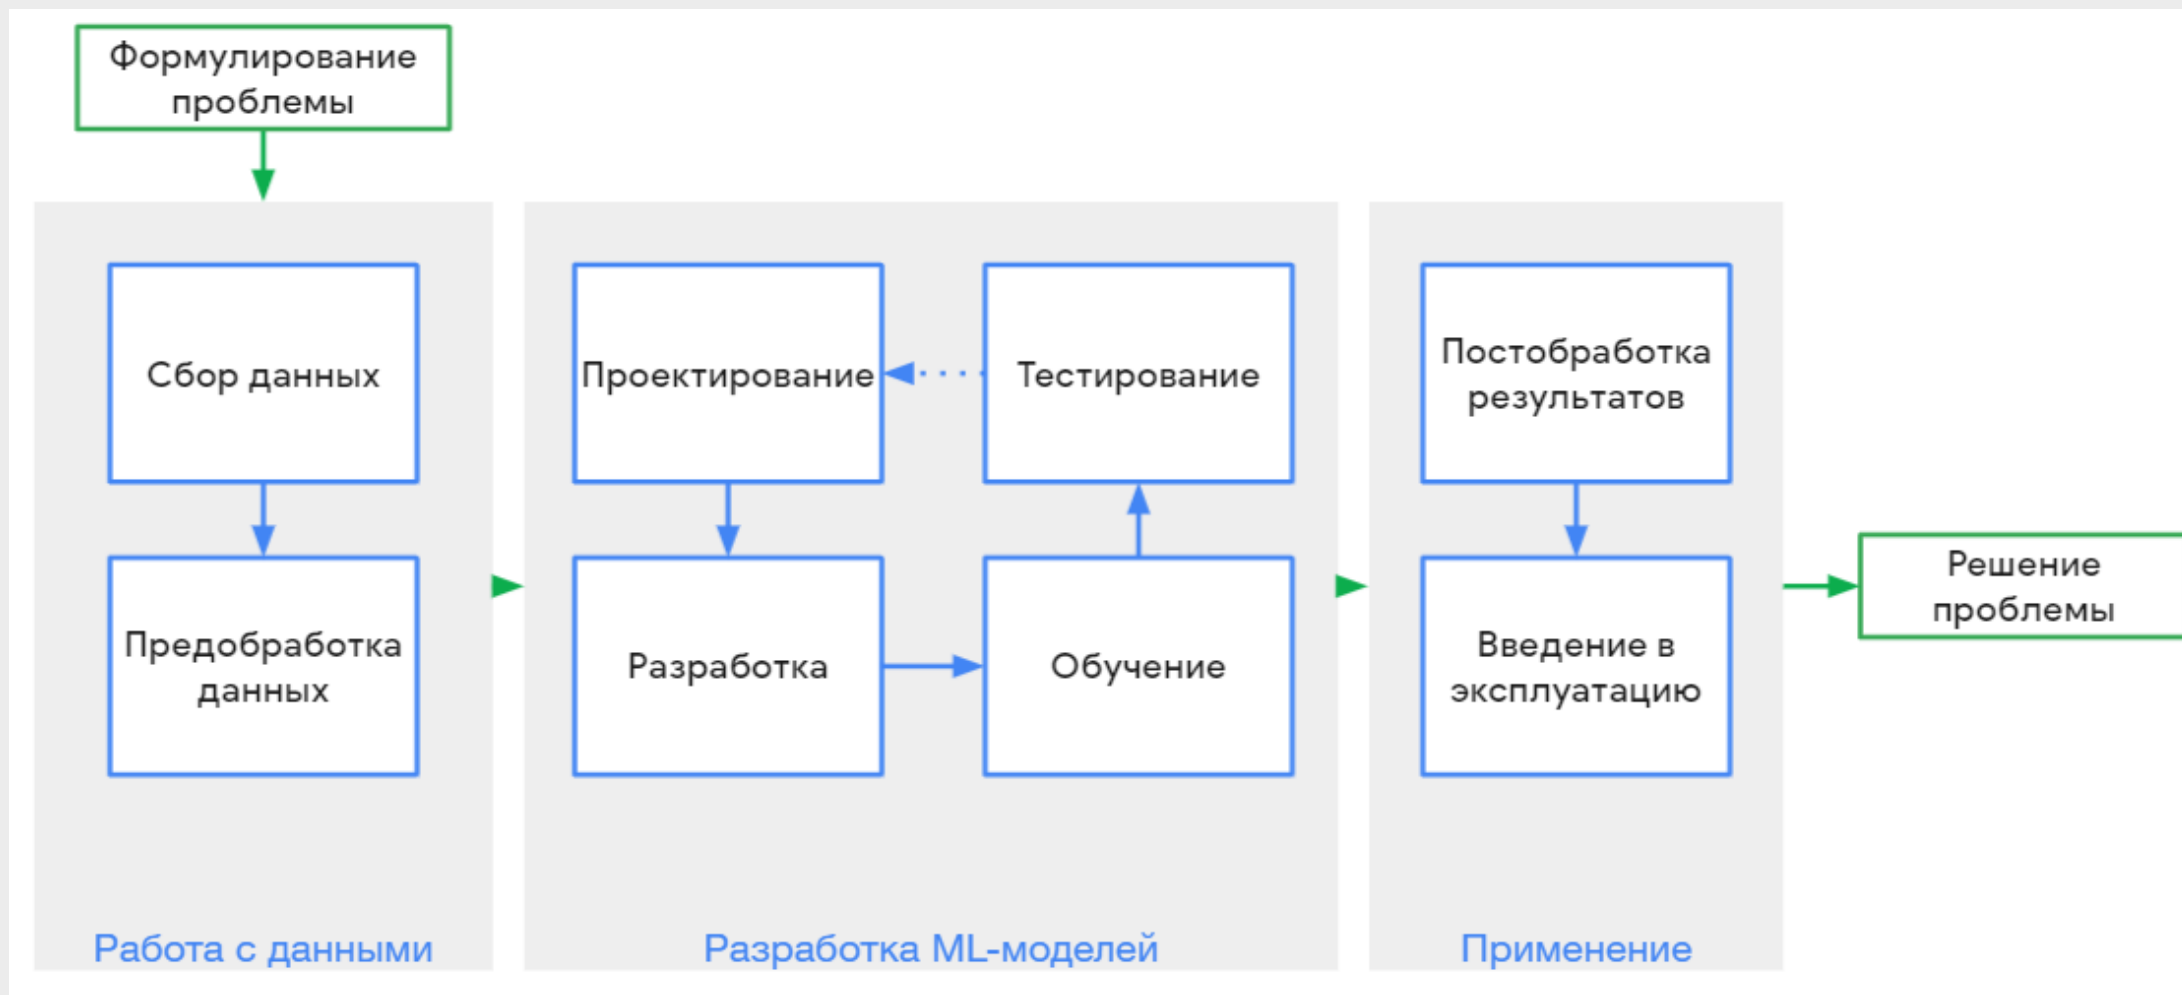 Формулирование
проблемы
Сбор данных
Предобработка
данных
Работа с данными
Проектирование
Тестирование
Разработка
Обучение
Разработка ML-моделей
Постобработка
результатов
Введение в
эксплуатацию
Применение
Решение
проблемы